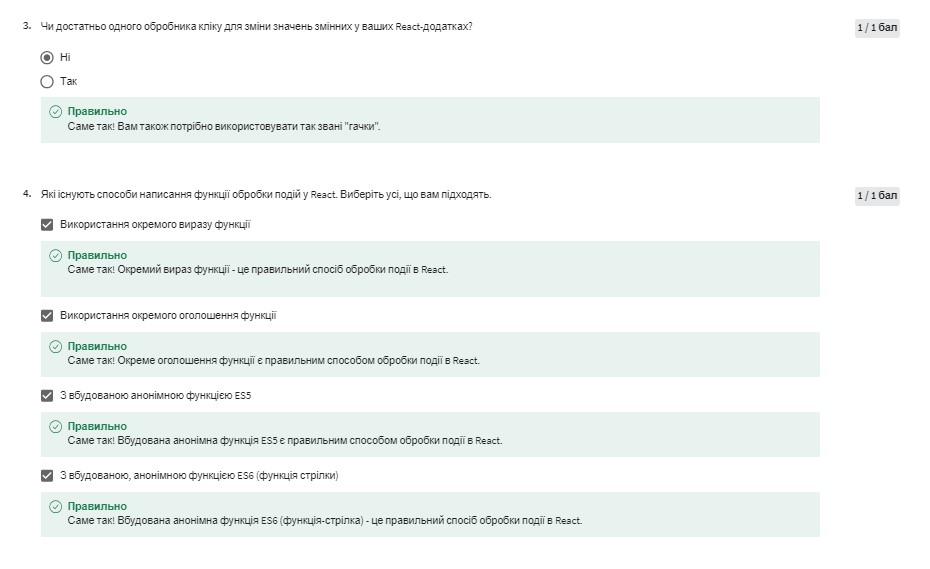 3. Чи достатньо одного обробника кліку для зміни значень змінних у ваших React-додатках?
1 / 1 бал
Ні
Так
Правильно
Саме так! Вам також потрібно використовувати так звані "гачки".
4. Які існують способи написання функції обробки подій у React. Виберіть усі, що вам підходять.
1 / 1 бал
Використання окремого виразу функції
Правильно
Саме так! Окремий вираз функції - це правильний спосіб обробки події в React.
Використання окремого оголошення функції
Правильно
Саме так! Окреме оголошення функції є правильним способом обробки події в React.
З вбудованою анонімною функцією ES5
Правильно
Саме так! Вбудована анонімна функція ES5 є правильним способом обробки події в React.
З вбудованою, анонімною функцією ES6 (функція стрілки)
Правильно
Саме так! Вбудована анонімна функція ES6 (функція-стрілка) - це правильний спосіб обробки події в React.